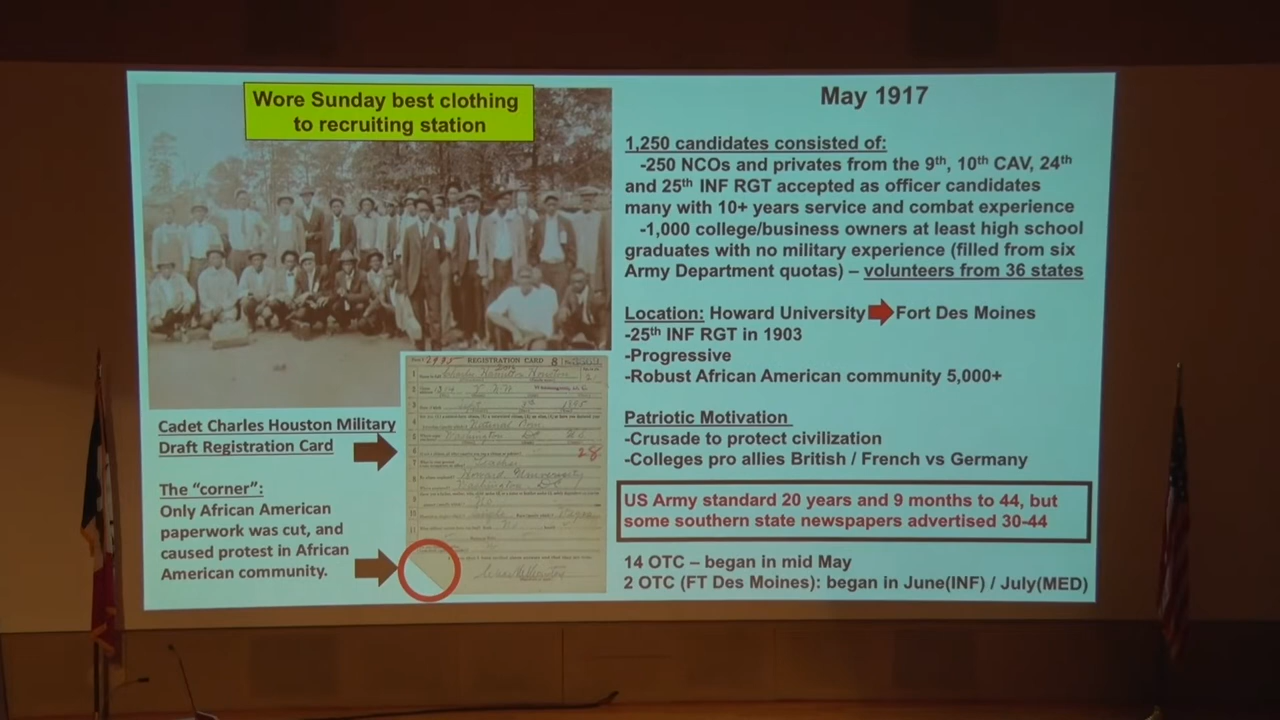 Wore Sunday best clothing
to recruiting station
Cadet Charles Houston Military
Draft Registration Card
The “corner”:
Only African American
paperwork was cut, and
caused protest in African
American community.
REGISTRATION CARD
Charles Hamilton Houston
Washington
Teacher
Howard University
Washington
28
May 1917
1,250 candidates consisted of:
-250 NCOs and privates from the 9th, 10th CAV, 24th
and 25th INF RGT accepted as officer candidates
many with 10+ years service and combat experience
-1,000 college/business owners at least high school
graduates with no military experience (filled from six
Army Department quotas) – volunteers from 36 states
Location: Howard University Fort Des Moines
-25th INF RGT in 1903
-Progressive
-Robust African American community 5,000+
Patriotic Motivation
-Crusade to protect civilization
-Colleges pro allies British / French vs Germany
US Army standard 20 years and 9 months to 44, but
some southern state newspapers advertised 30-44
14 OTC – began in mid May
2 OTC (FT Des Moines): began in June(INF) / July(MED)